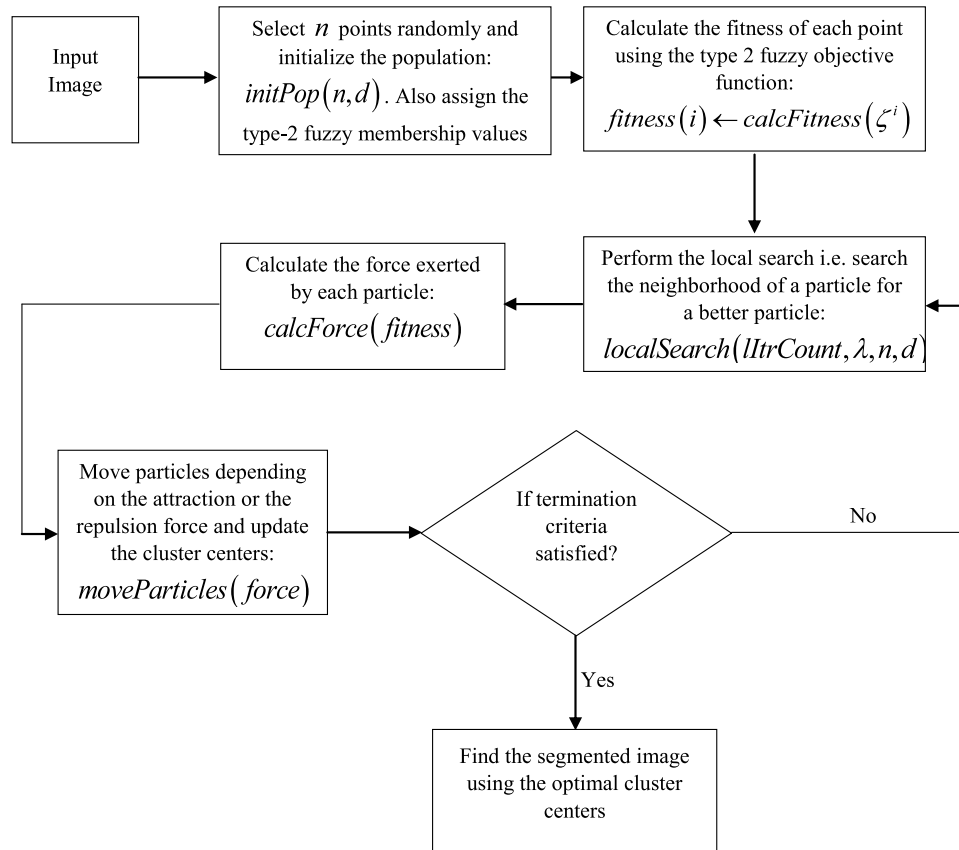 Input
Image
Select n points randomly and
initialize the population:
initPop(n,d). Also assign the
type-2 fuzzy membership values
Calculate the fitness of each point
using the type 2 fuzzy objective
function:
fitness(i) ← calcFitness(ζ^i)
Perform the local search i.e. search
the neighborhood of a particle for
a better particle:
localSearch(lItrCount, λ, n, d)
Calculate the force exerted
by each particle:
calcForce(fitness)
Move particles depending
on the attraction or the
repulsion force and update
the cluster centers:
moveParticles(force)
If termination
criteria
satisfied?
No
Yes
Find the segmented image
using the optimal cluster
centers